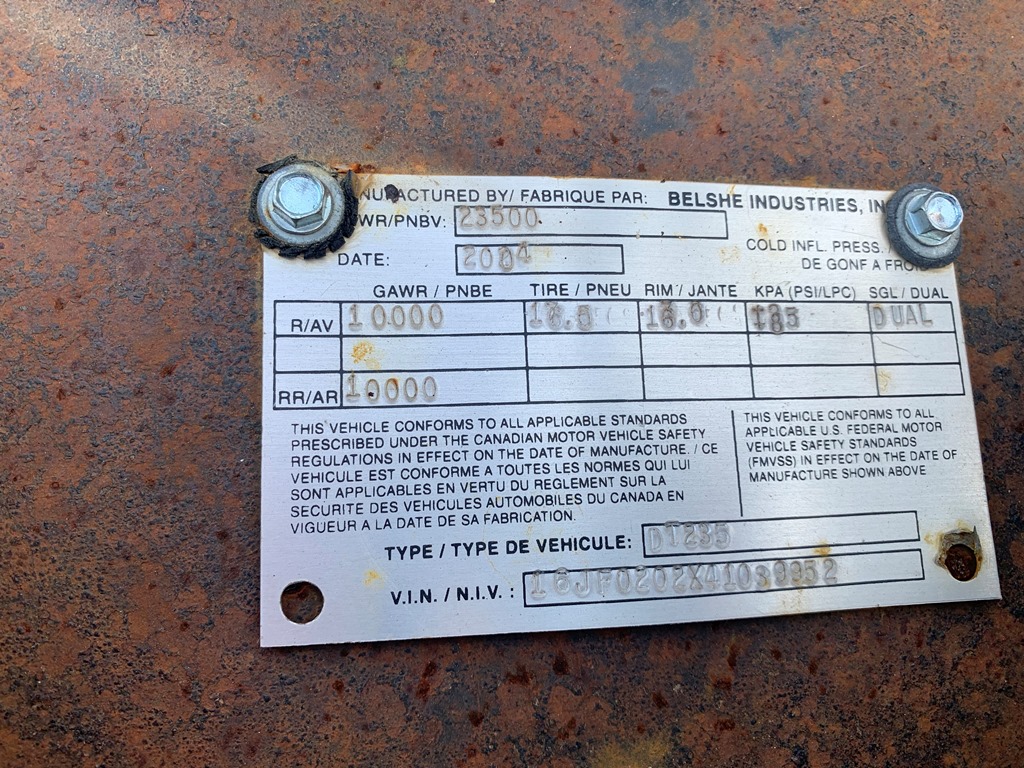 NUFACTURED BY/ FABRIQUE PAR: BELSHE INDUSTRIES, IN
WR/PNBV: 23500
DATE: 2004
COLD INFL. PRESS.
DE GONF A FROI
GAWR / PNBE TIRE / PNEU RIM / JANTE KPA (PSI/LPC) SGL / DUAL
R/AV 10000 16.0 DUAL
RR/AR 10000
THIS VEHICLE CONFORMS TO ALL APPLICABLE STANDARDS
PRESCRIBED UNDER THE CANADIAN MOTOR VEHICLE SAFETY
REGULATIONS IN EFFECT ON THE DATE OF MANUFACTURE. / CE
VEHICULE EST CONFORME A TOUTES LES NORMES QUI LUI
SONT APPLICABLES EN VERTU DU REGLEMENT SUR LA
SECURITE DES VEHICULES AUTOMOBILES DU CANADA EN
VIGUEUR A LA DATE DE SA FABRICATION.
THIS VEHICLE CONFORMS TO ALL
APPLICABLE U.S. FEDERAL MOTOR
VEHICLE SAFETY STANDARDS
(FMVSS) IN EFFECT ON THE DATE OF
MANUFACTURE SHOWN ABOVE
TYPE / TYPE DE VEHICULE: DT235
V.I.N. / N.I.V. : 16JF0202X41039952